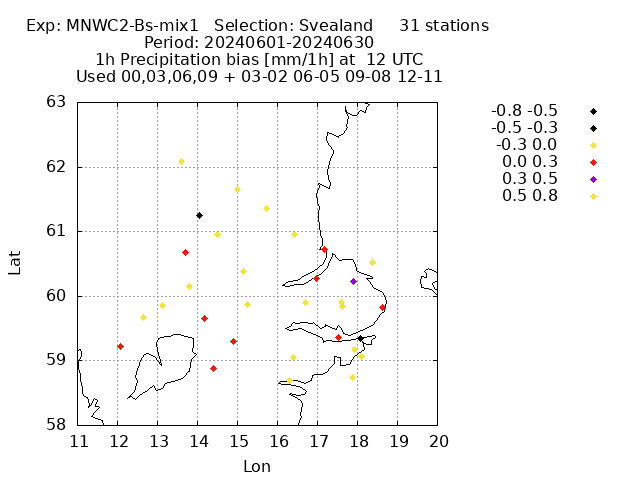 Exp: MNWC2-Bs-mix1   Selection: Svealand     31 stations
Period: 20240601-20240630
1h Precipitation bias [mm/1h] at  12 UTC
Used 00,03,06,09 + 03-02 06-05 09-08 12-11
-0.8 -0.5
-0.5 -0.3
-0.3 0.0
0.0 0.3
0.3 0.5
0.5 0.8
63
62
61
60
59
58
Lat
11 12 13 14 15 16 17 18 19 20
Lon